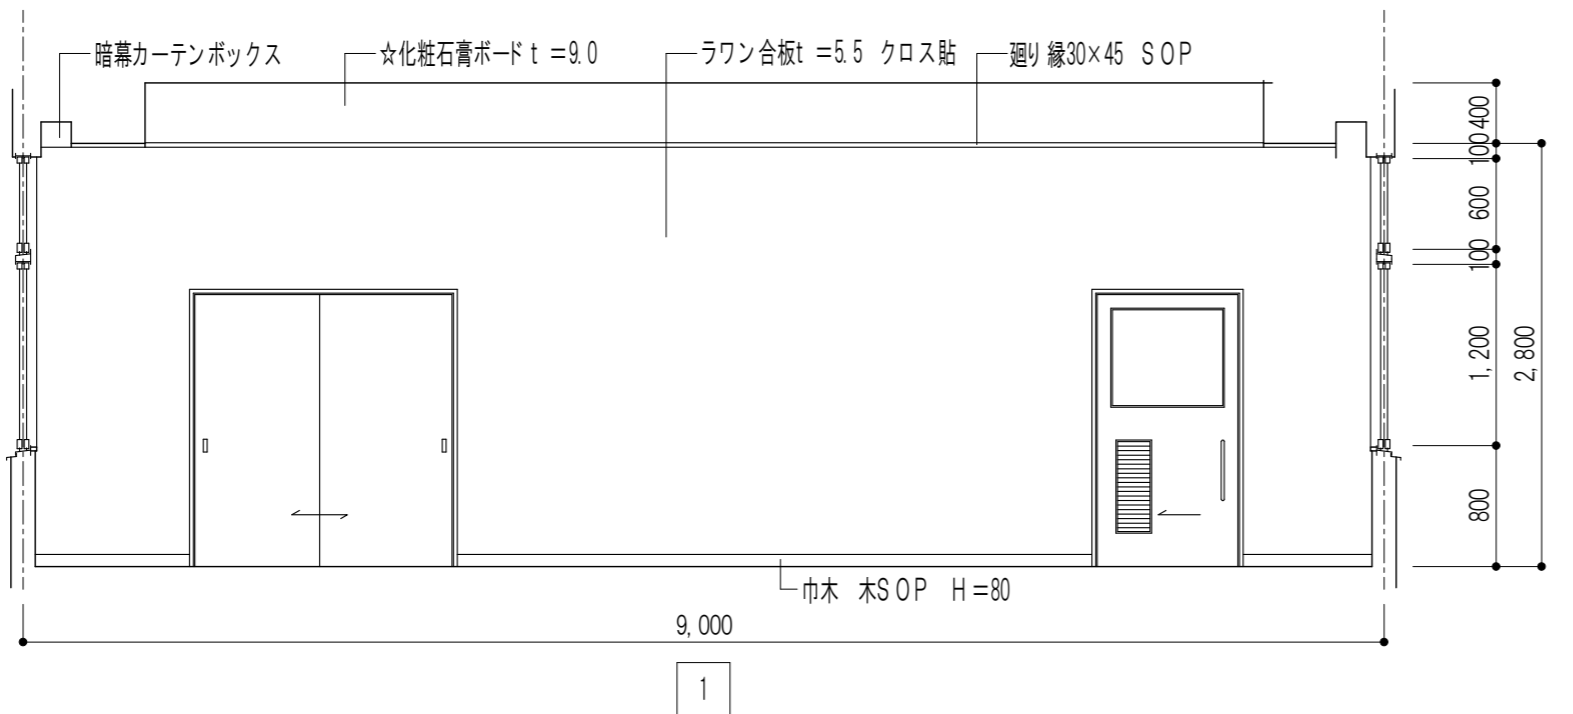 暗幕カーテンボックス
☆化粧石膏ボードｔ＝9.0
ラワン合板t＝5.5 クロス貼
廻り縁30×45 ＳＯＰ
400
100
600
100
1,200
2,800
800
巾木 木ＳＯＰ Ｈ＝80
9,000
1